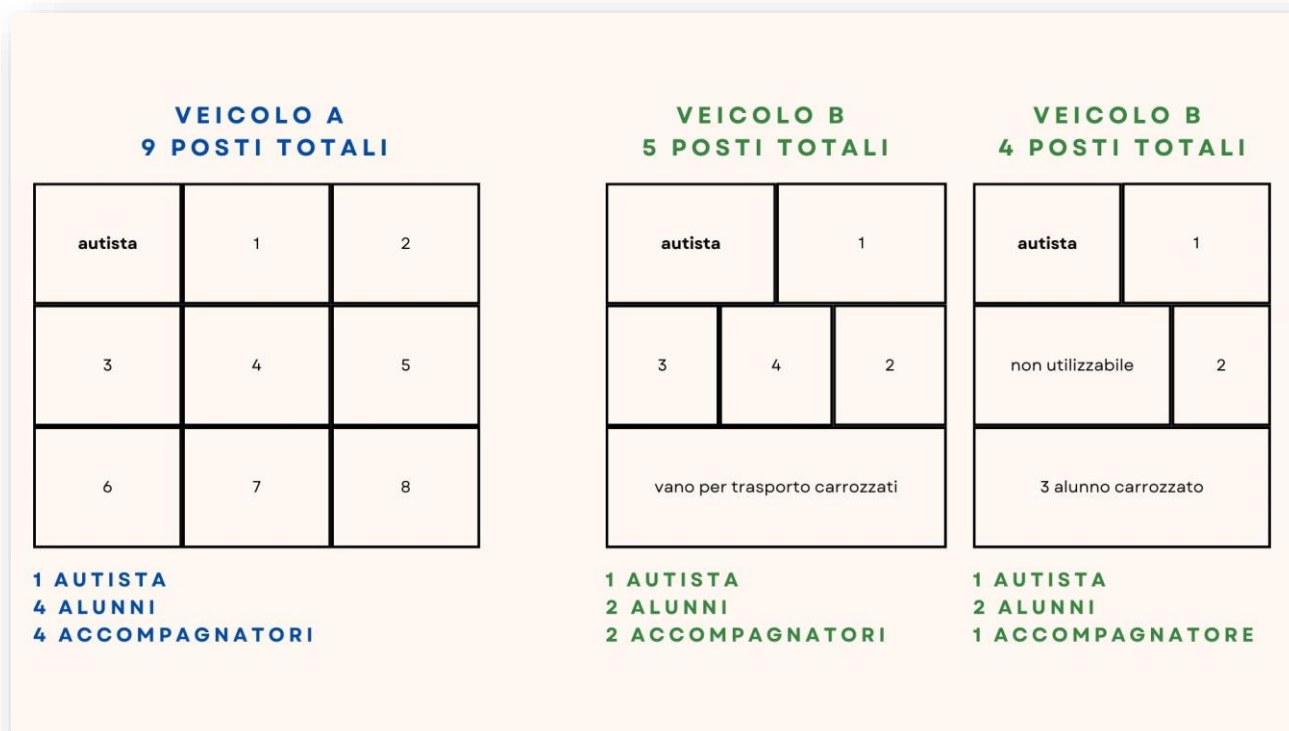 VEICOLO A
9 POSTI TOTALI
autista
1
2
3
4
5
6
7
8
1 AUTISTA
4 ALUNNI
4 ACCOMPAGNATORI
VEICOLO B
5 POSTI TOTALI
autista
1
3
4
2
vano per trasporto carrozzati
1 AUTISTA
2 ALUNNI
2 ACCOMPAGNATORI
VEICOLO B
4 POSTI TOTALI
autista
1
non utilizzabile
2
3 alunno carrozzato
1 AUTISTA
2 ALUNNI
1 ACCOMPAGNATORE